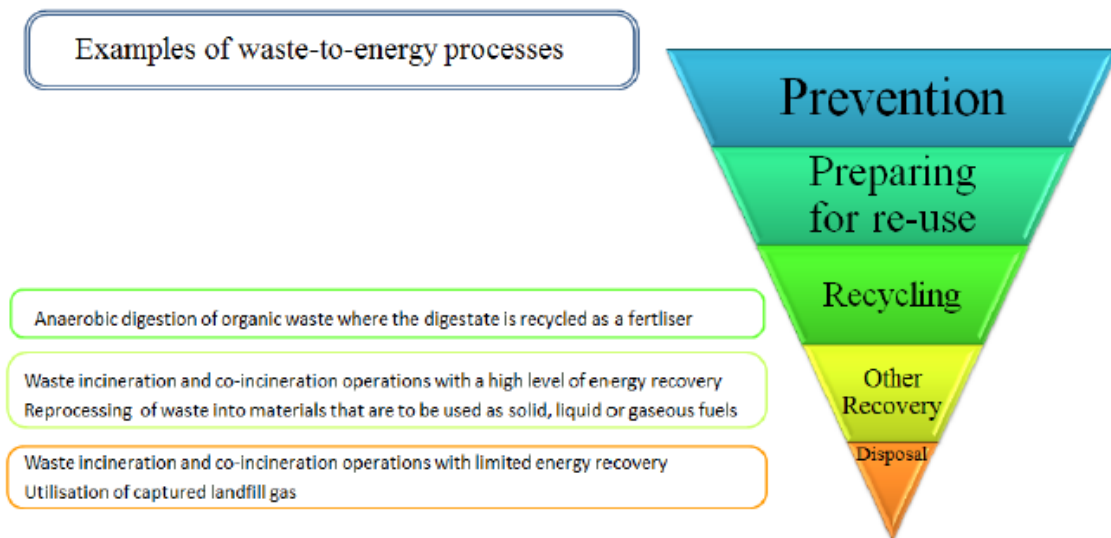 Examples of waste-to-energy processes
Prevention
Preparing
for re-use
Recycling
Anaerobic digestion of organic waste where the digestate is recycled as a fertliser
Other
Recovery
Waste incineration and co-incineration operations with a high level of energy recovery
Reprocessing of waste into materials that are to be used as solid, liquid or gaseous fuels
Disposal
Waste incineration and co-incineration operations with limited energy recovery
Utilisation of captured landfill gas